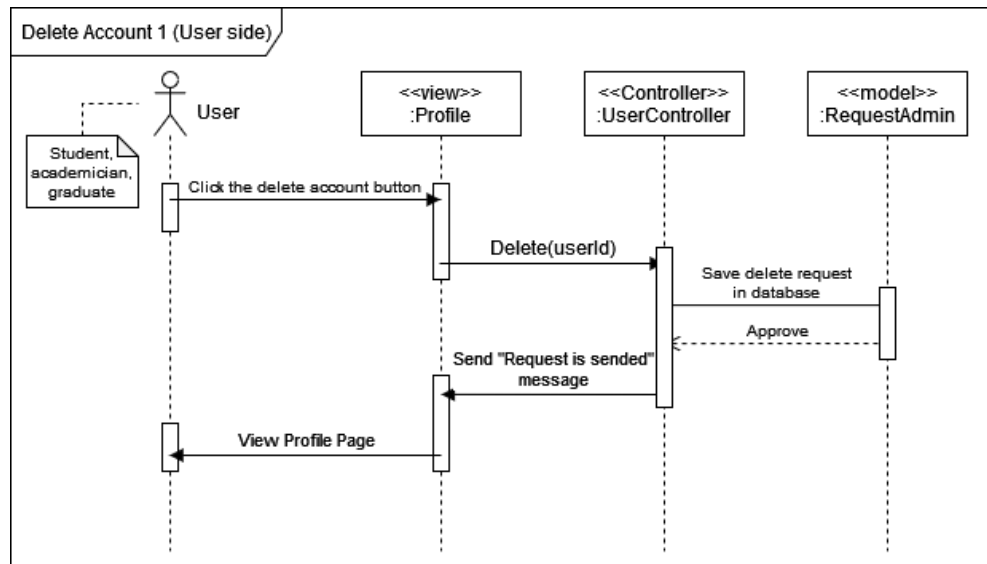 Delete Account 1 (User side)
User
Student,
academician,
graduate
<<view>>
:Profile
<<Controller>>
:UserController
<<model>>
:RequestAdmin
Click the delete account button
Delete(userId)
Save delete request
in database
Approve
Send "Request is sended"
message
View Profile Page